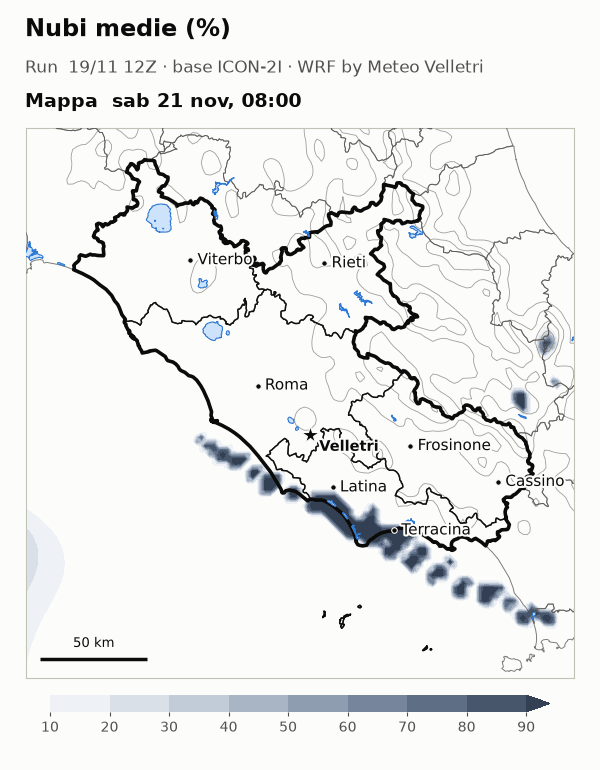 Nubi medie (%)
Run 19/11 12Z · base ICON-2I · WRF by Meteo Velletri
Mappa sab 21 nov, 08:00
Viterbo
Rieti
Roma
Velletri
Frosinone
Cassino
Latina
Terracina
50 km
10 20 30 40 50 60 70 80 90